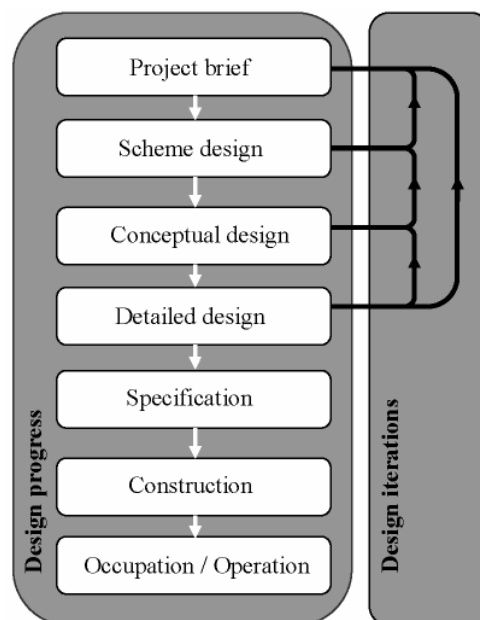 Project brief
Scheme design
Conceptual design
Detailed design
Specification
Construction
Occupation / Operation
Design progress
Design iterations